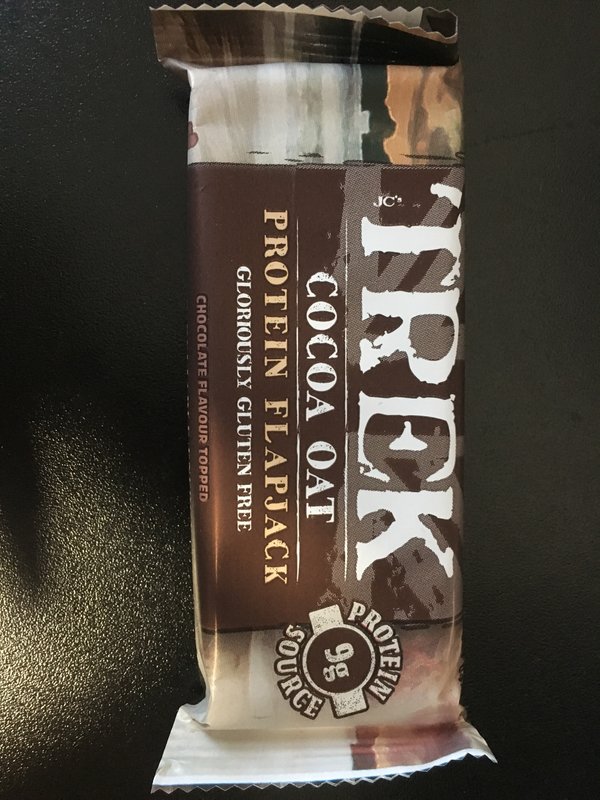 JC's
TREK
COCOA OAT
PROTEIN FLAPJACK
GLORIOUSLY GLUTEN FREE
CHOCOLATE FLAVOUR TOPPED
PROTEIN
9g
SOURCE